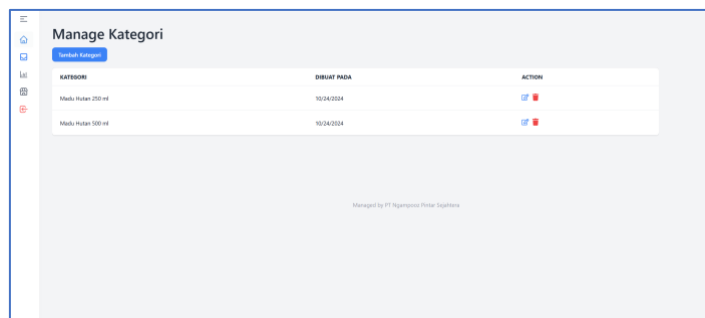 Manage Kategori
Tambah Kategori
KATEGORI DIBUAT PADA ACTION
Madu Hutan 250 ml 10/24/2024
Madu Hutan 500 ml 10/24/2024
Managed by PT Ngampooz Pintar Sejahtera